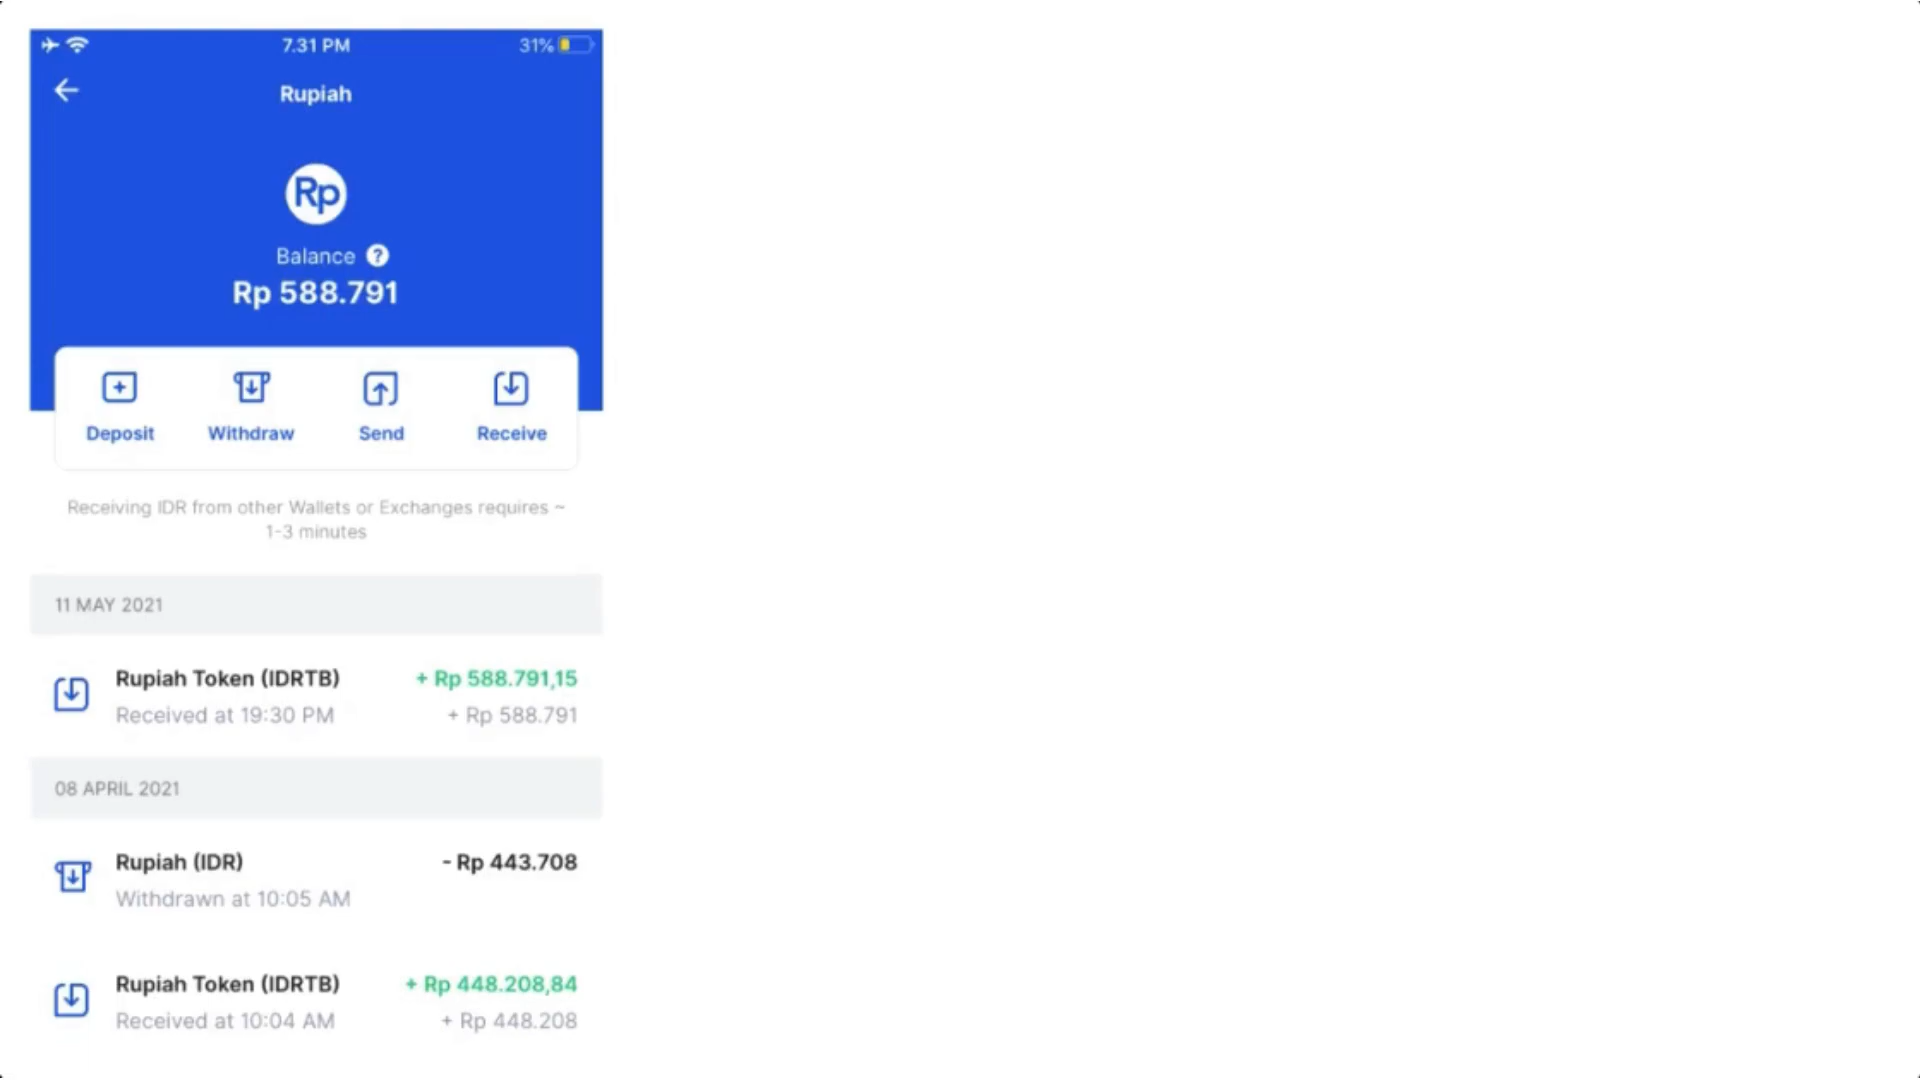 7.31 PM
31%
Rupiah
Rp
Balance ?
Rp 588.791
Deposit Withdraw Send Receive
Receiving IDR from other Wallets or Exchanges requires ~
1-3 minutes
11 MAY 2021
Rupiah Token (IDRTB) + Rp 588.791,15
Received at 19:30 PM + Rp 588.791
08 APRIL 2021
Rupiah (IDR) - Rp 443.708
Withdrawn at 10:05 AM
Rupiah Token (IDRTB) + Rp 448.208,84
Received at 10:04 AM + Rp 448.208